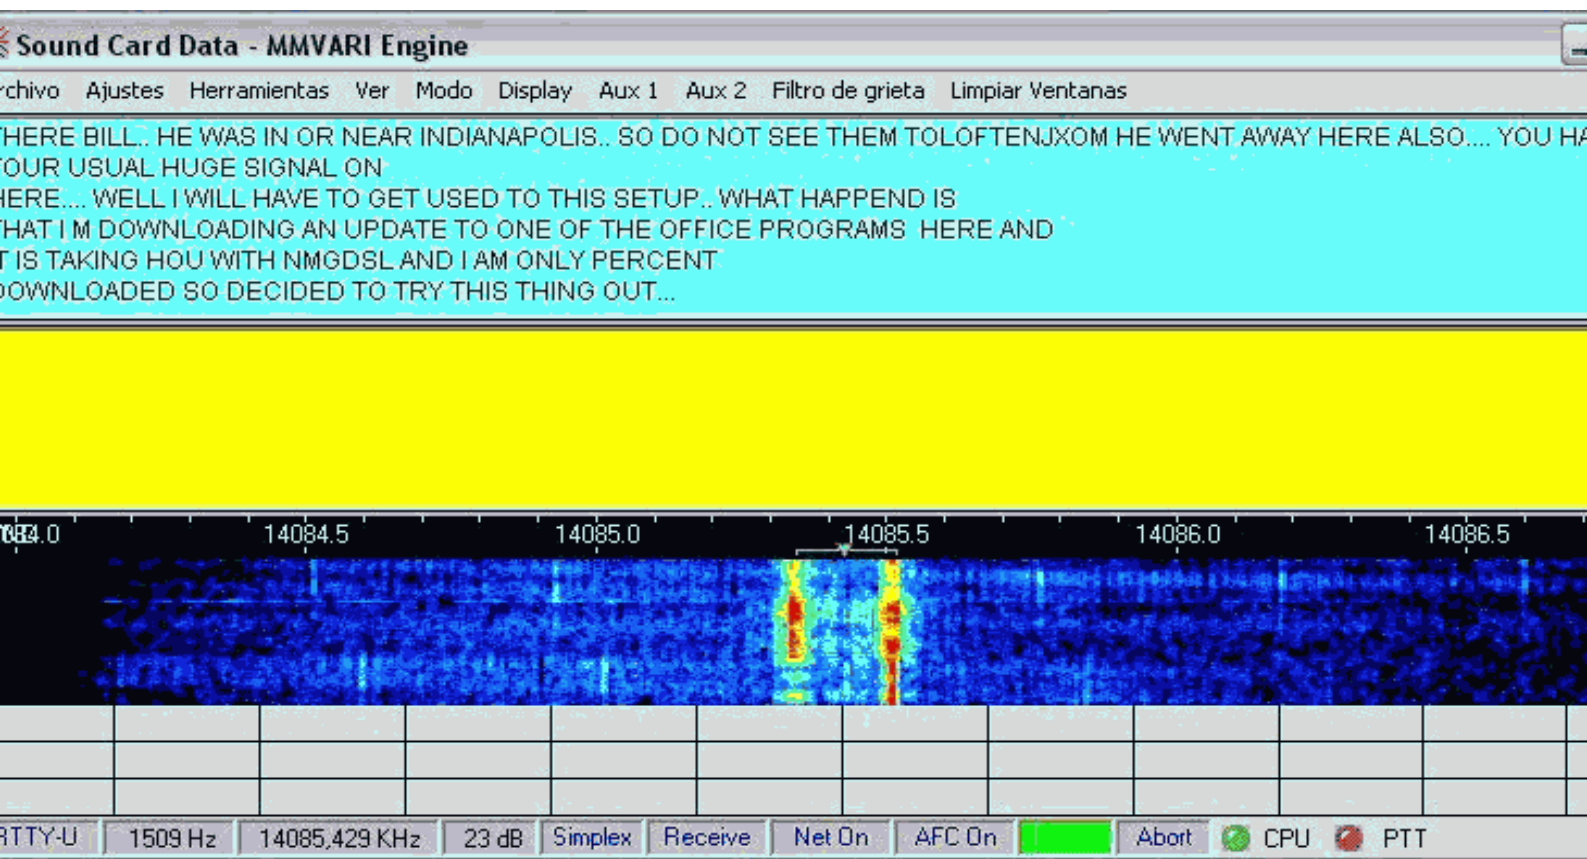 Sound Card Data - MMVARI Engine
rchivo Ajustes Herramientas Ver Modo Display Aux 1 Aux 2 Filtro de grieta Limpiar Ventanas
THERE BILL.. HE WAS IN OR NEAR INDIANAPOLIS.. SO DO NOT SEE THEM TOLOFTENJXOM HE WENT AWAY HERE ALSO.... YOU HA
YOUR USUAL HUGE SIGNAL ON
HERE.... WELL I WILL HAVE TO GET USED TO THIS SETUP.. WHAT HAPPEND IS
THAT I M DOWNLOADING AN UPDATE TO ONE OF THE OFFICE PROGRAMS HERE AND
T IS TAKING HOU WITH NMGDSL AND I AM ONLY PERCENT
DOWNLOADED SO DECIDED TO TRY THIS THING OUT...
14084.5 14085.0 14085.5 14086.0 14086.5
RTTY-U 1509 Hz 14085,429 KHz 23 dB Simplex Receive Net On AFC On Abort CPU PTT